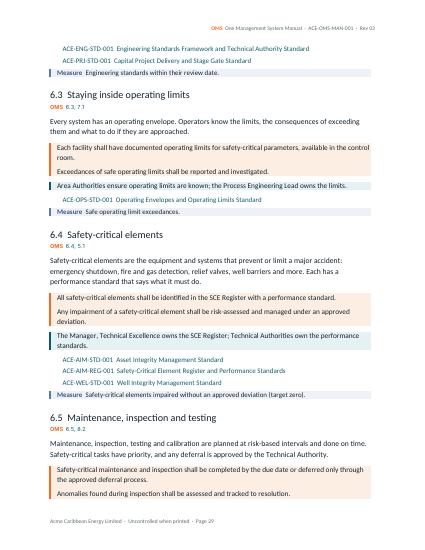 OMS One Management System Manual · ACE-OMS-MAN-001 · Rev 03
ACE-ENG-STD-001 Engineering Standards Framework and Technical Authority Standard
ACE-PRJ-STD-001 Capital Project Delivery and Stage Gate Standard
Measure Engineering standards within their review date.
6.3 Staying inside operating limits
OMS 6.3, 7.1
Every system has an operating envelope. Operators know the limits, the consequences of exceeding
them and what to do if they are approached.
Each facility shall have documented operating limits for safety-critical parameters, available in the control
room.
Exceedances of safe operating limits shall be reported and investigated.
Area Authorities ensure operating limits are known; the Process Engineering Lead owns the limits.
ACE-OPS-STD-001 Operating Envelopes and Operating Limits Standard
Measure Safe operating limit exceedances.
6.4 Safety-critical elements
OMS 6.4, 5.1
Safety-critical elements are the equipment and systems that prevent or limit a major accident:
emergency shutdown, fire and gas detection, relief valves, well barriers and more. Each has a
performance standard that says what it must do.
All safety-critical elements shall be identified in the SCE Register with a performance standard.
Any impairment of a safety-critical element shall be risk-assessed and managed under an approved
deviation.
The Manager, Technical Excellence owns the SCE Register; Technical Authorities own the performance
standards.
ACE-AIM-STD-001 Asset Integrity Management Standard
ACE-AIM-REG-001 Safety-Critical Element Register and Performance Standards
ACE-WEL-STD-001 Well Integrity Management Standard
Measure Safety-critical elements impaired without an approved deviation (target zero).
6.5 Maintenance, inspection and testing
OMS 6.5, 8.2
Maintenance, inspection, testing and calibration are planned at risk-based intervals and done on time.
Safety-critical tasks have priority, and any deferral is approved by the Technical Authority.
Safety-critical maintenance and inspection shall be completed by the due date or deferred only through
the approved deferral process.
Anomalies found during inspection shall be assessed and tracked to resolution.
Acme Caribbean Energy Limited · Uncontrolled when printed · Page 29